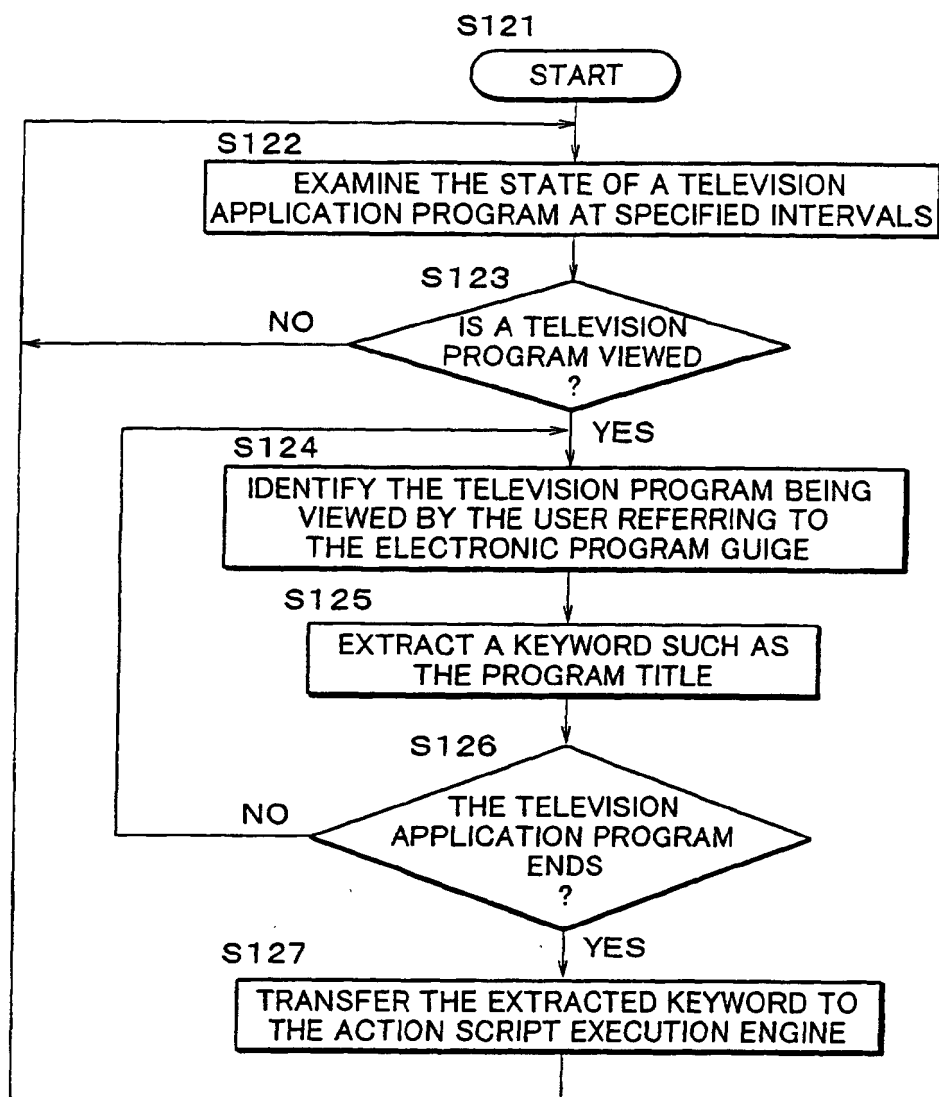 S121
START
S122
EXAMINE THE STATE OF A TELEVISION
APPLICATION PROGRAM AT SPECIFIED INTERVALS
S123
NO
IS A TELEVISION
PROGRAM VIEWED
?
YES
S124
IDENTIFY THE TELEVISION PROGRAM BEING
VIEWED BY THE USER REFERRING TO
THE ELECTRONIC PROGRAM GUIGE
S125
EXTRACT A KEYWORD SUCH AS
THE PROGRAM TITLE
S126
NO
THE TELEVISION
APPLICATION PROGRAM
ENDS
?
YES
S127
TRANSFER THE EXTRACTED KEYWORD TO
THE ACTION SCRIPT EXECUTION ENGINE